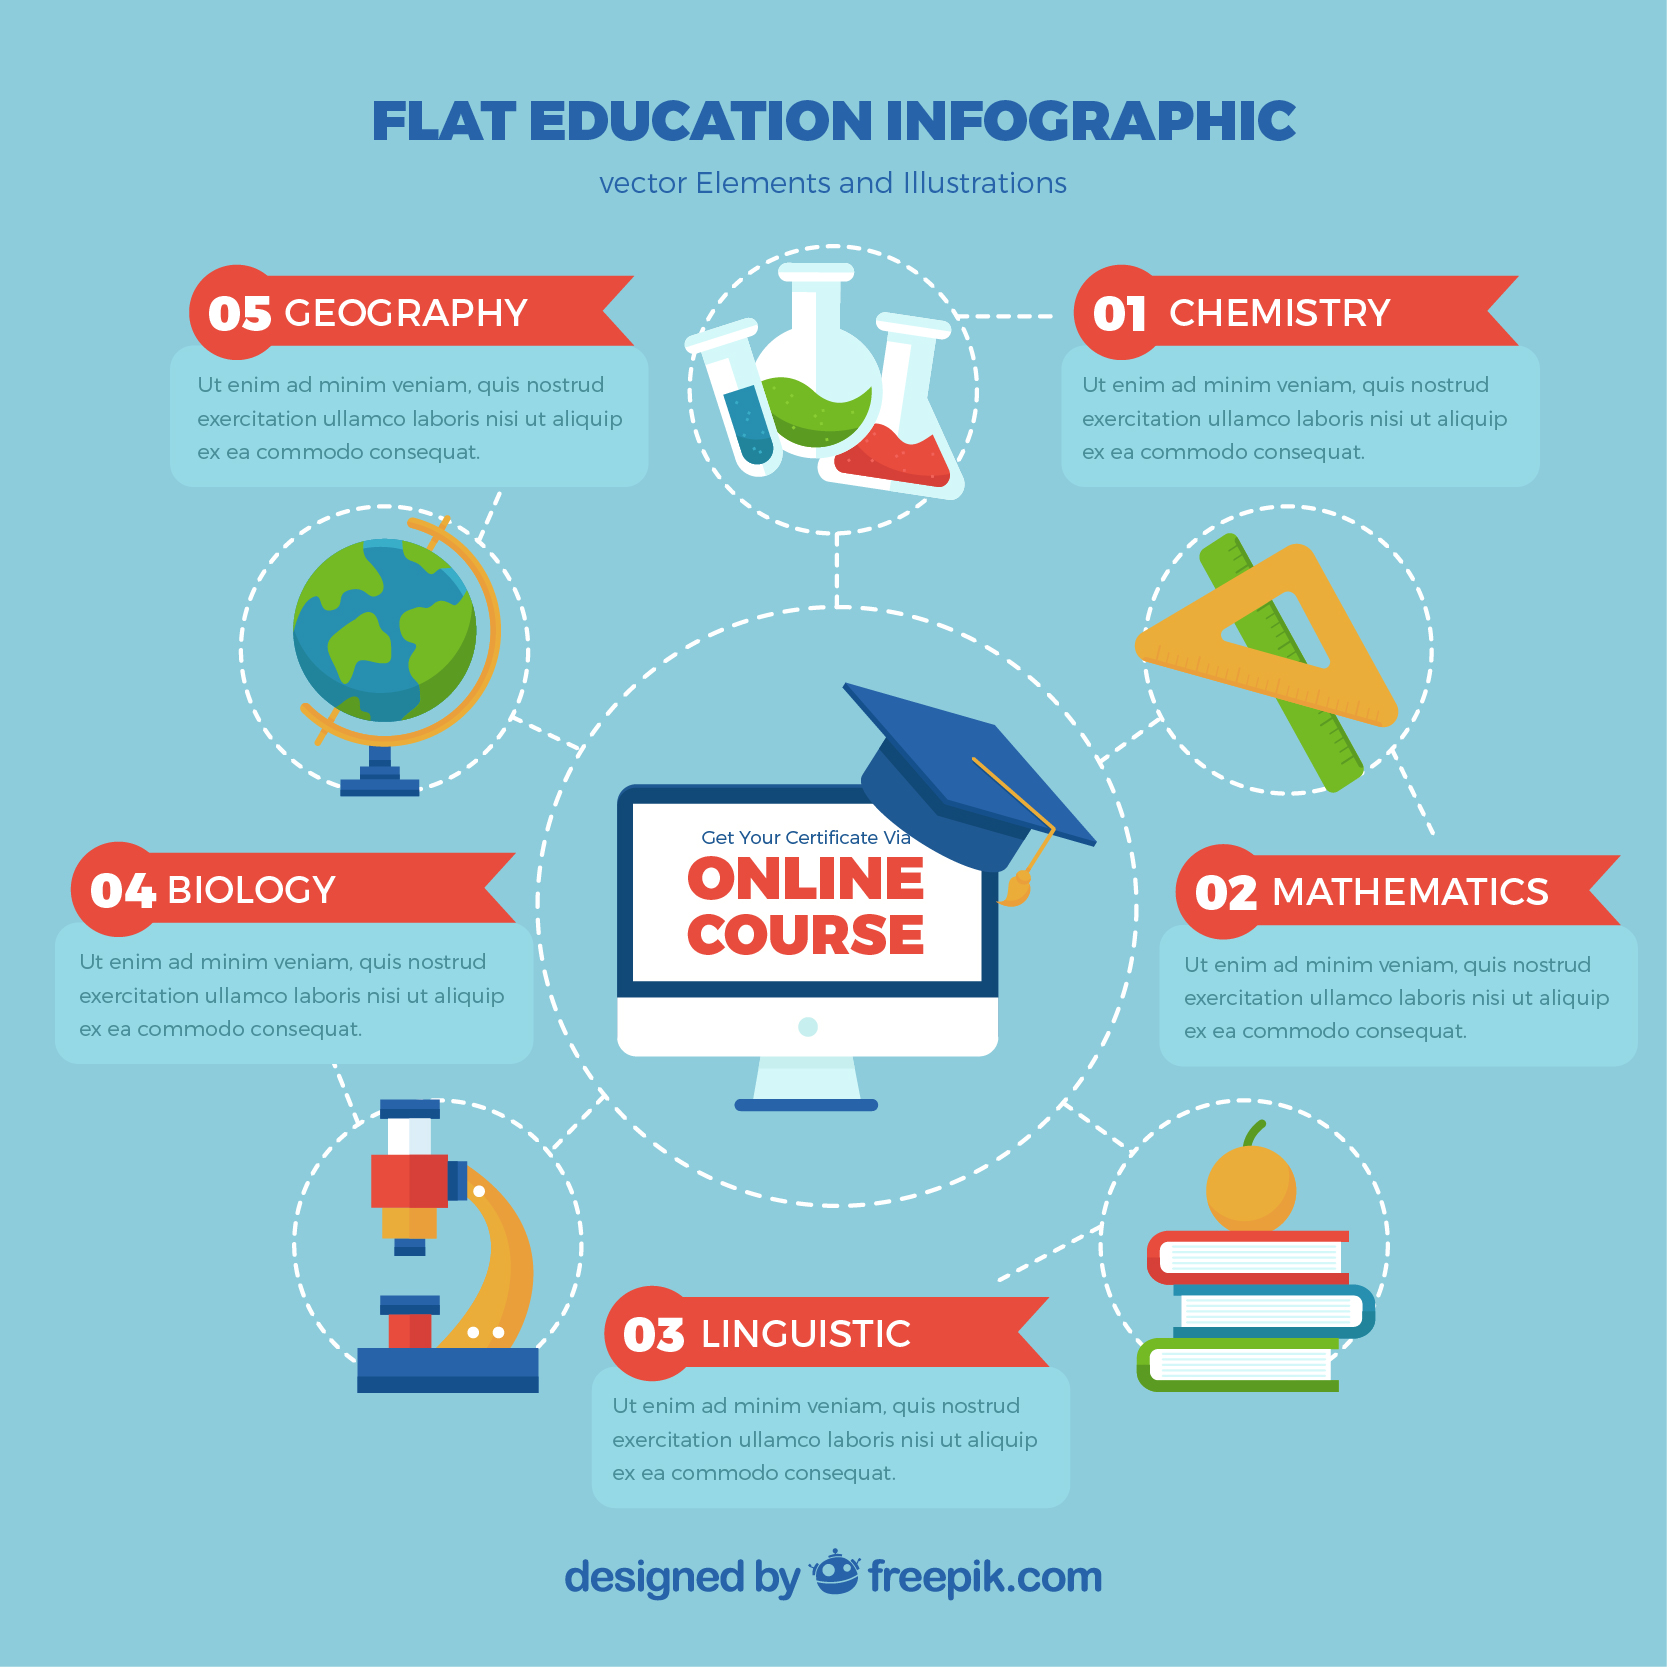 FLAT EDUCATION INFOGRAPHIC
vector Elements and Illustrations
05 GEOGRAPHY
Ut enim ad minim veniam, quis nostrud
exercitation ullamco laboris nisi ut aliquip
ex ea commodo consequat.
01 CHEMISTRY
Ut enim ad minim veniam, quis nostrud
exercitation ullamco laboris nisi ut aliquip
ex ea commodo consequat.
Get Your Certificate Via
ONLINE
COURSE
04 BIOLOGY
Ut enim ad minim veniam, quis nostrud
exercitation ullamco laboris nisi ut aliquip
ex ea commodo consequat.
02 MATHEMATICS
Ut enim ad minim veniam, quis nostrud
exercitation ullamco laboris nisi ut aliquip
ex ea commodo consequat.
03 LINGUISTIC
Ut enim ad minim veniam, quis nostrud
exercitation ullamco laboris nisi ut aliquip
ex ea commodo consequat.
designed by freepik.com